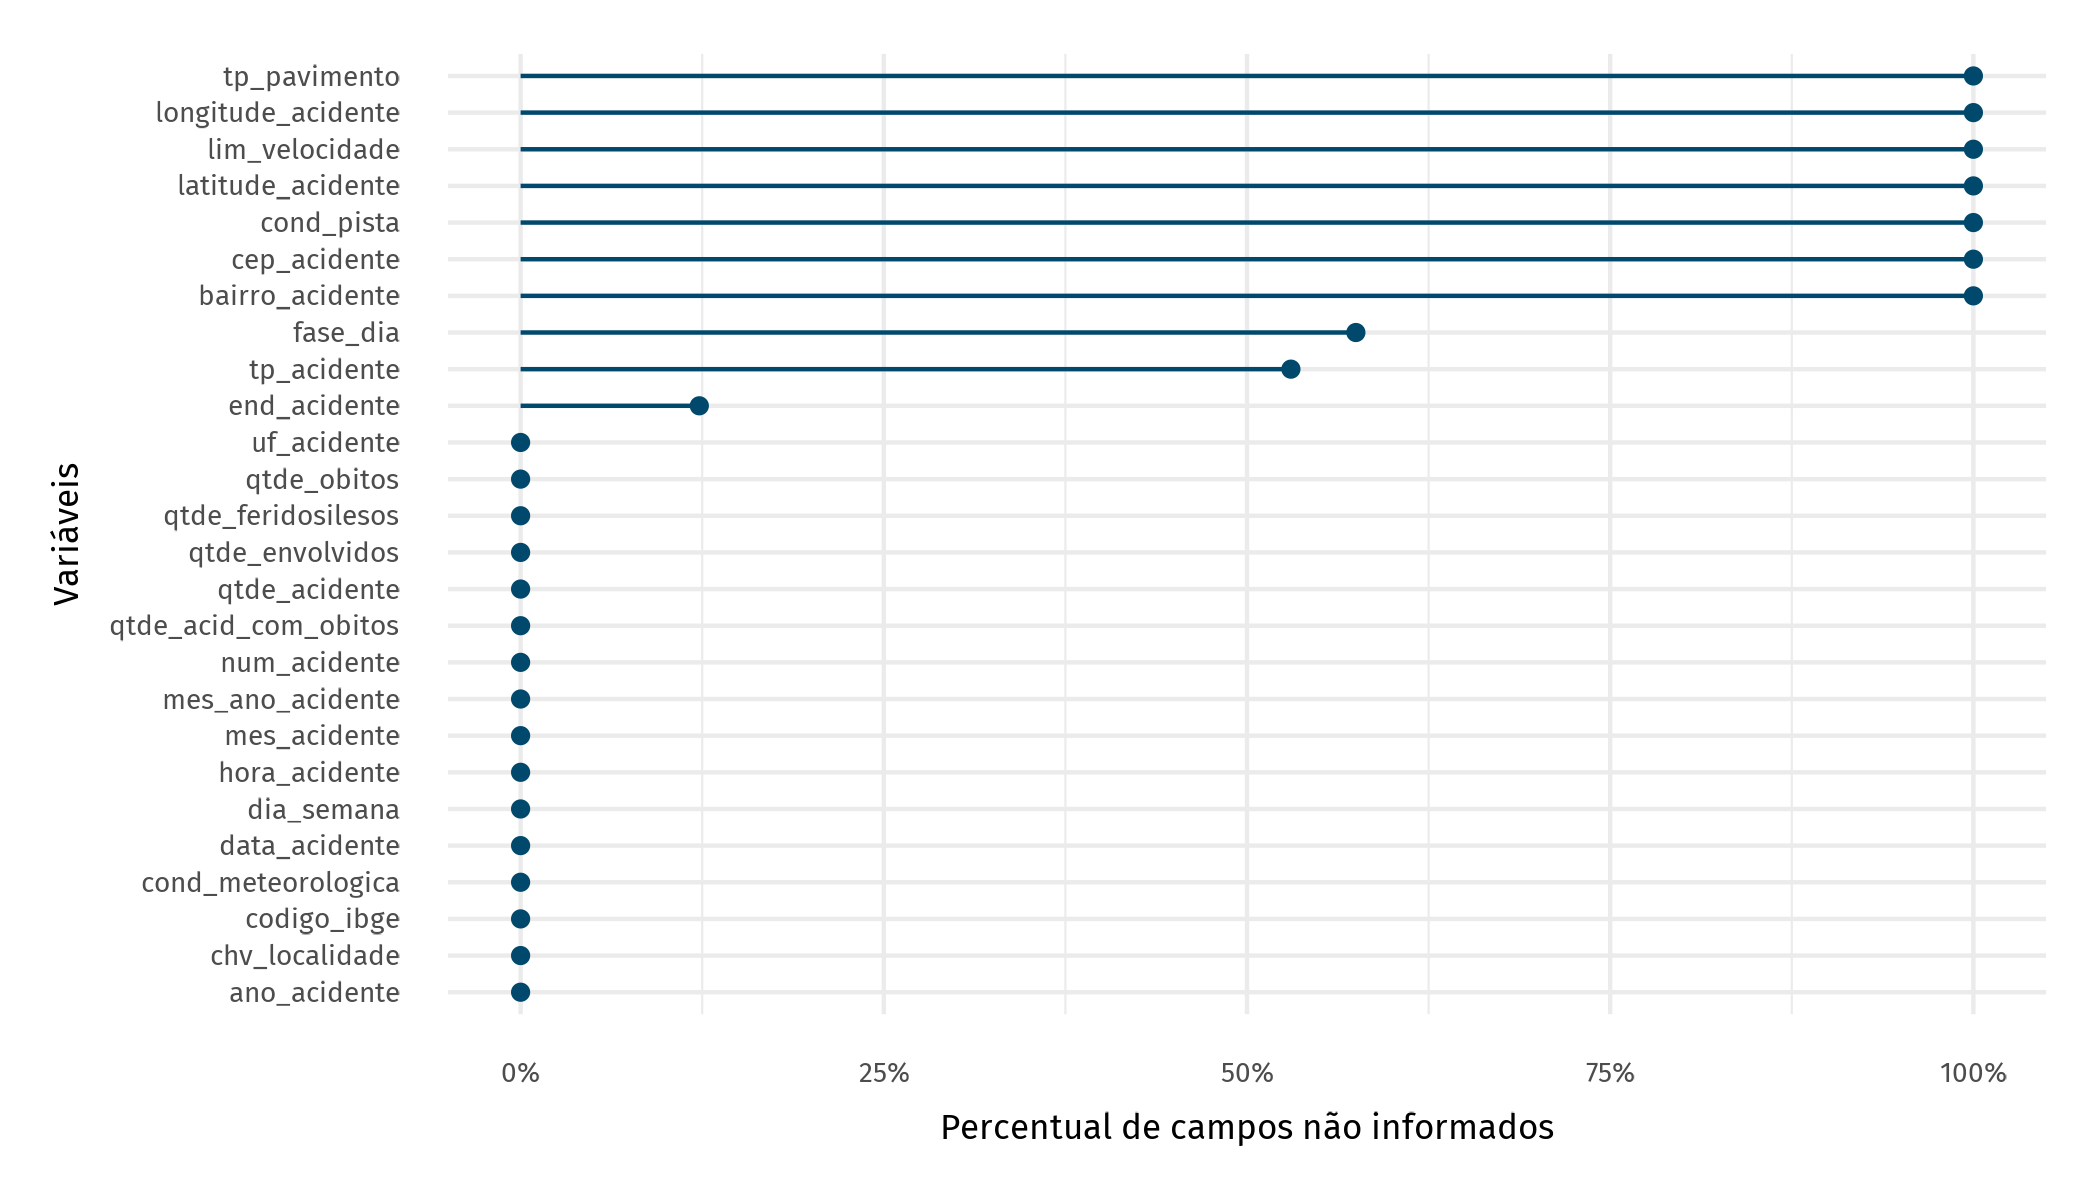 tp_pavimento
longitude_acidente
lim_velocidade
latitude_acidente
cond_pista
cep_acidente
bairro_acidente
fase_dia
tp_acidente
end_acidente
uf_acidente
qtde_obitos
qtde_feridosilesos
qtde_envolvidos
qtde_acidente
qtde_acid_com_obitos
num_acidente
mes_ano_acidente
mes_acidente
hora_acidente
dia_semana
data_acidente
cond_meteorologica
codigo_ibge
chv_localidade
ano_acidente
Variáveis
0% 25% 50% 75% 100%
Percentual de campos não informados